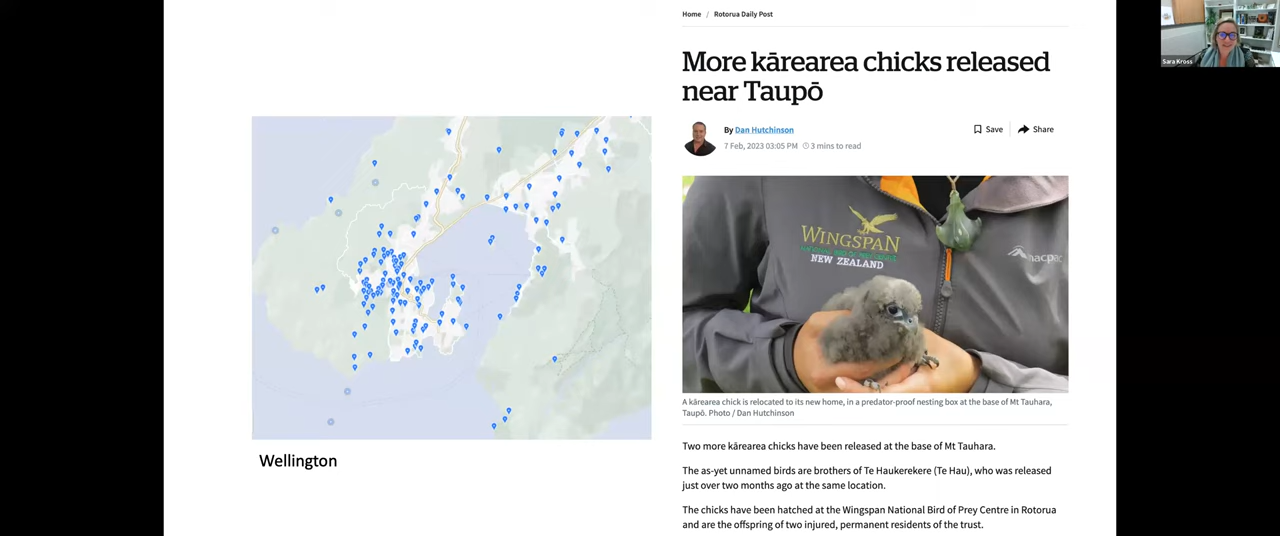 Home / Rotorua Daily Post
Sara Kross
More kārearea chicks released
near Taupō
By Dan Hutchinson
Save
Share
7 Feb, 2023 03:05 PM
3 mins to read
WINGSPAN
NEW ZEALAND
macpac
A kārearea chick is relocated to its new home, in a predator-proof nesting box at the base of Mt Tauhara,
Taupō. Photo / Dan Hutchinson
Wellington
Two more kārearea chicks have been released at the base of Mt Tauhara.
The as-yet unnamed birds are brothers of Te Haukerekere (Te Hau), who was released
just over two months ago at the same location.
The chicks have been hatched at the Wingspan National Bird of Prey Centre in Rotorua
and are the offspring of two injured, permanent residents of the trust.